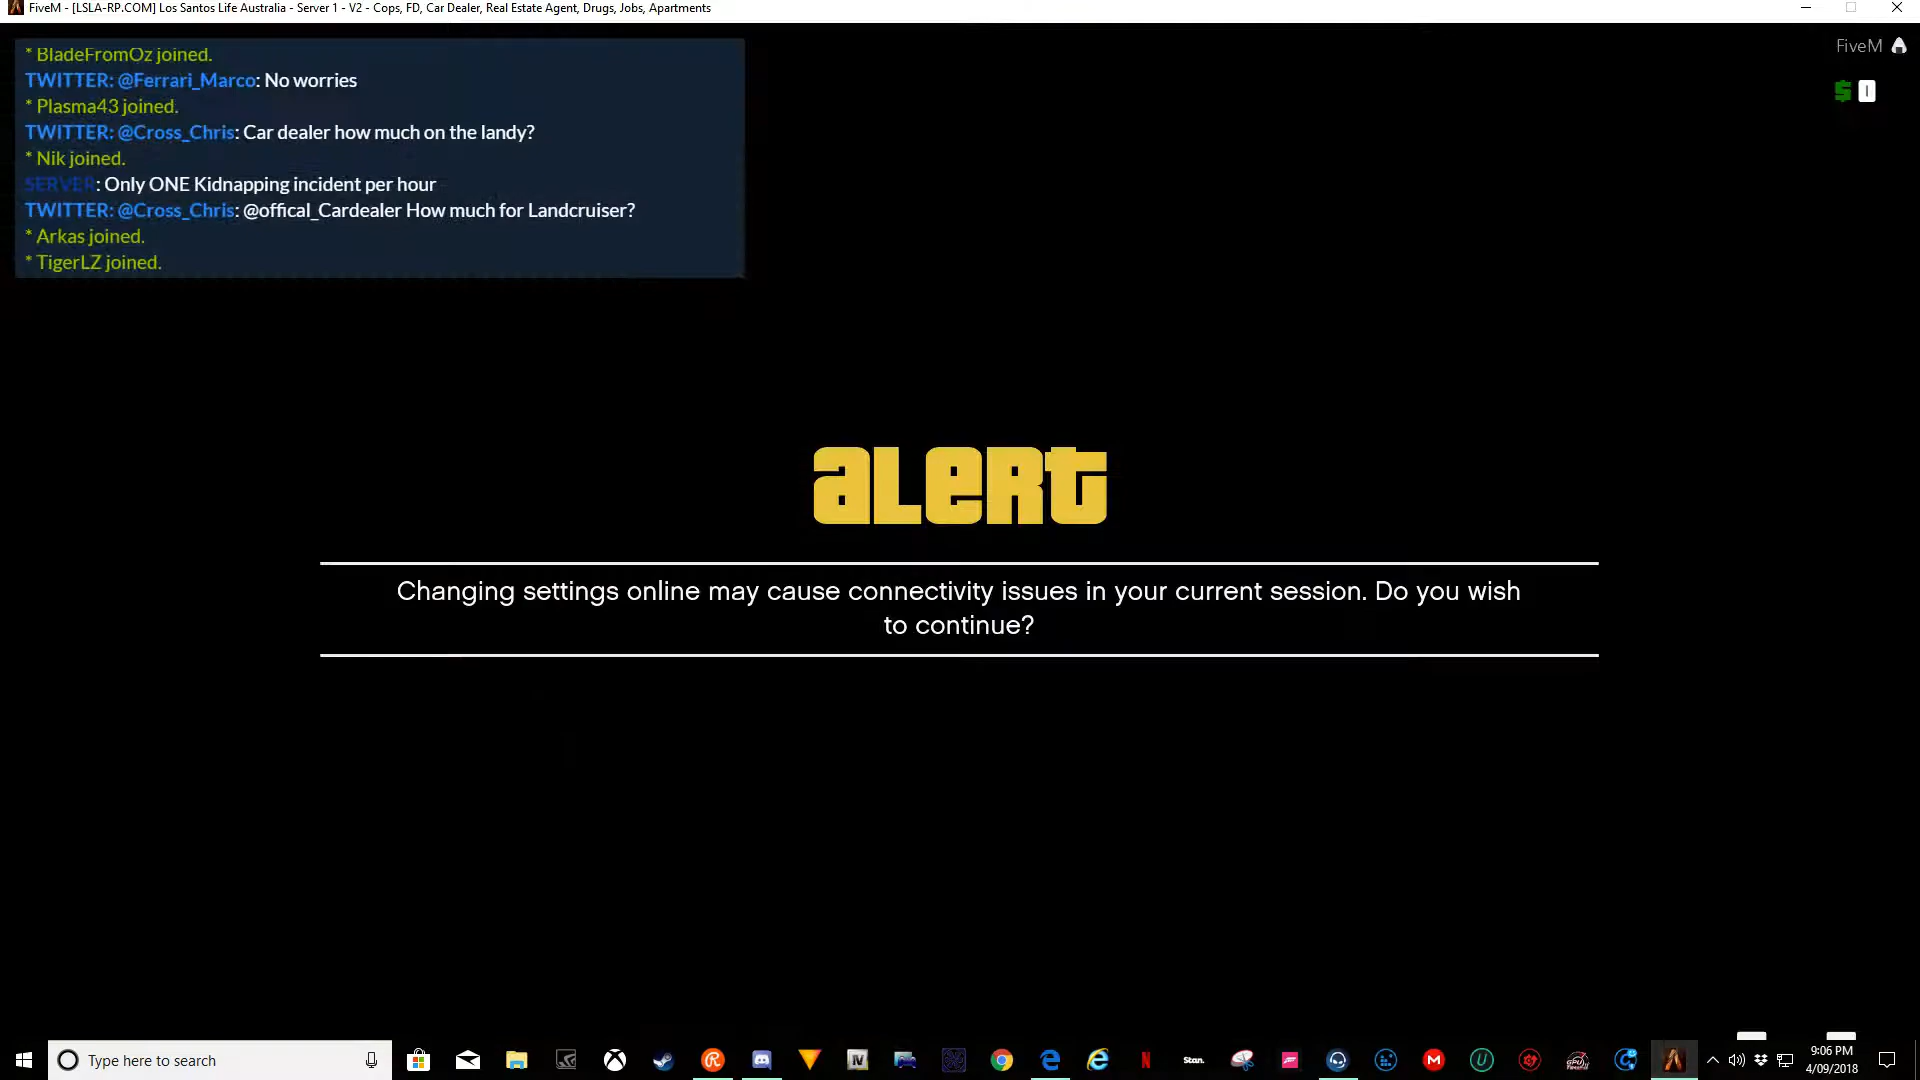 FiveM - [LSLA-RP.COM] Los Santos Life Australia - Server 1 - V2 - Cops, FD, Car Dealer, Real Estate Agent, Drugs, Jobs, Apartments
* BladeFromOz joined.
TWITTER: @Ferrari_Marco: No worries
* Plasma43 joined.
TWITTER: @Cross_Chris: Car dealer how much on the landy?
* Nik joined.
SERVER: Only ONE Kidnapping incident per hour
TWITTER: @Cross_Chris: @offical_Cardealer How much for Landcruiser?
* Arkas joined.
* TigerLZ joined.
FiveM
$
alert
Changing settings online may cause connectivity issues in your current session. Do you wish
to continue?
Type here to search
IV
N
Stan.
M
U
9:06 PM
4/09/2018